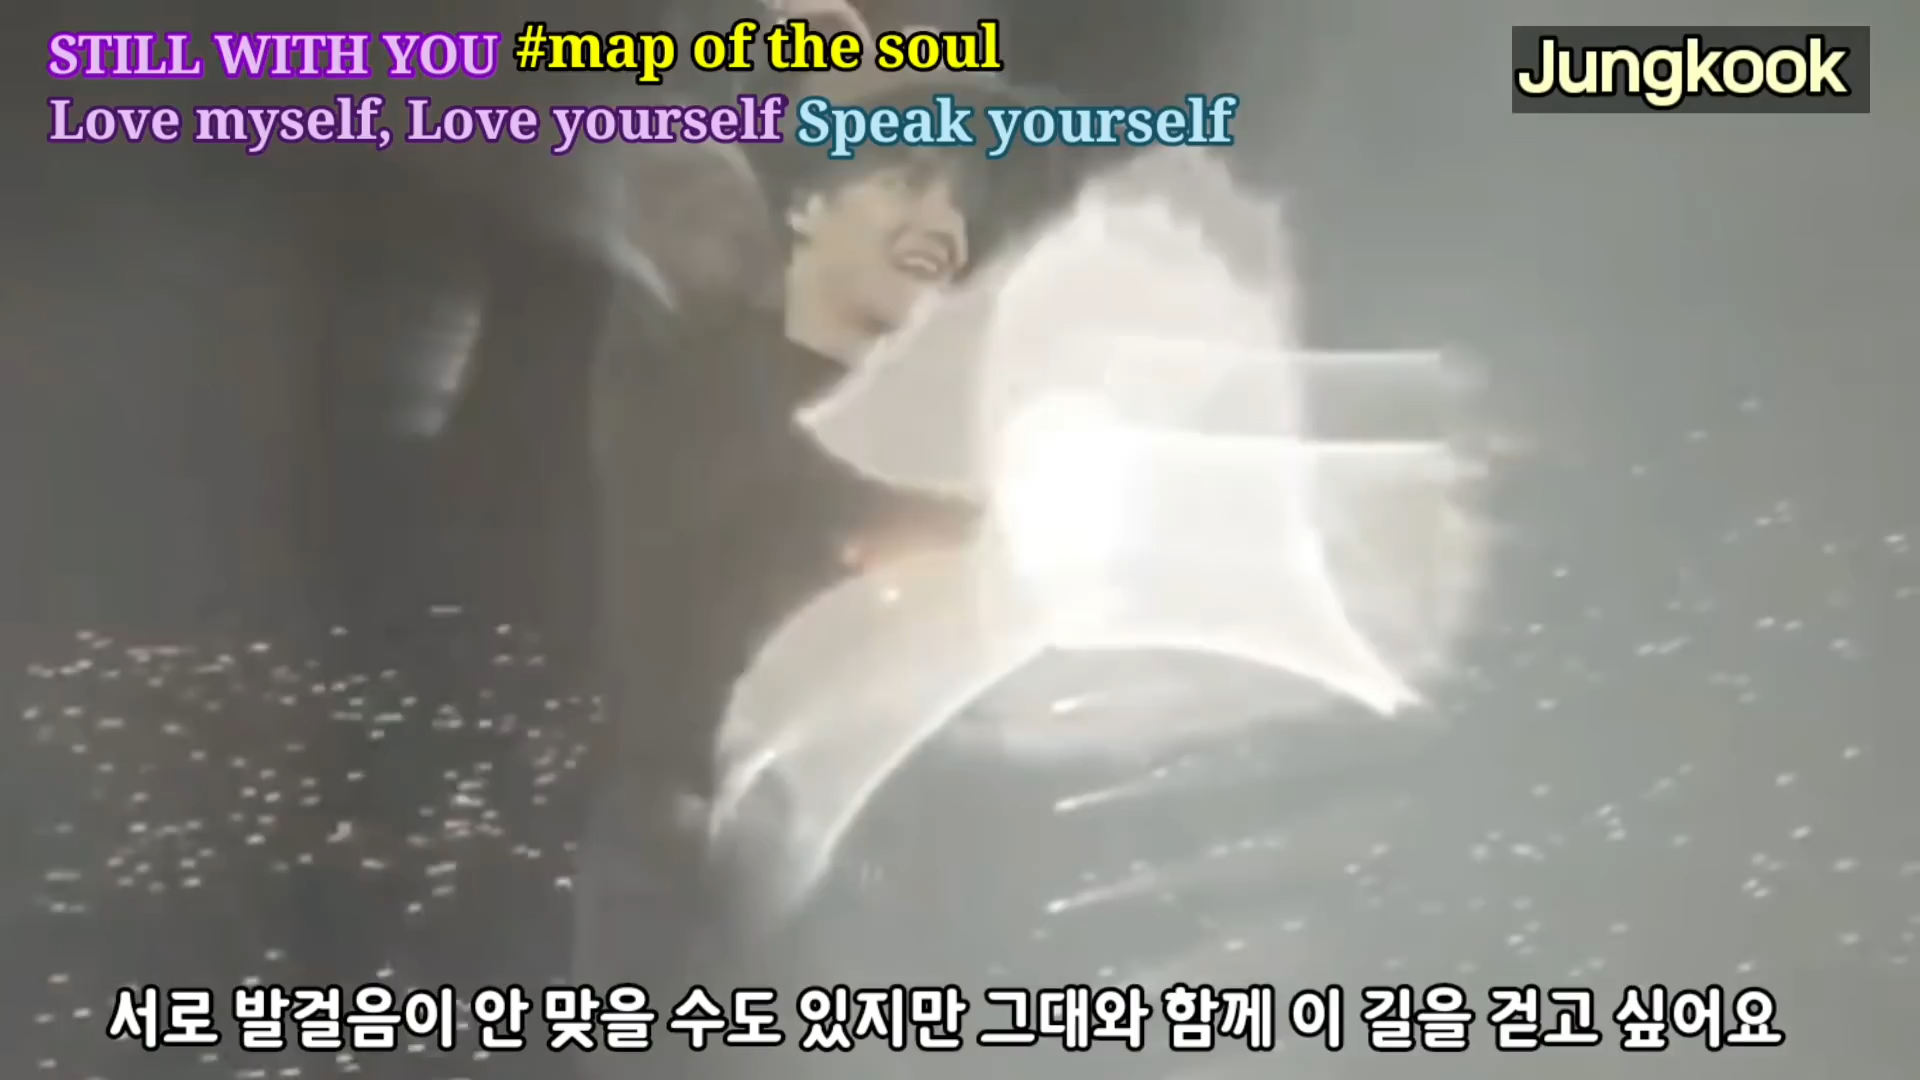 STILL WITH YOU #map of the soul
Jungkook
Love myself, Love yourself Speak yourself
서로 발걸음이 안 맞을 수도 있지만 그대와 함께 이 길을 걷고 싶어요